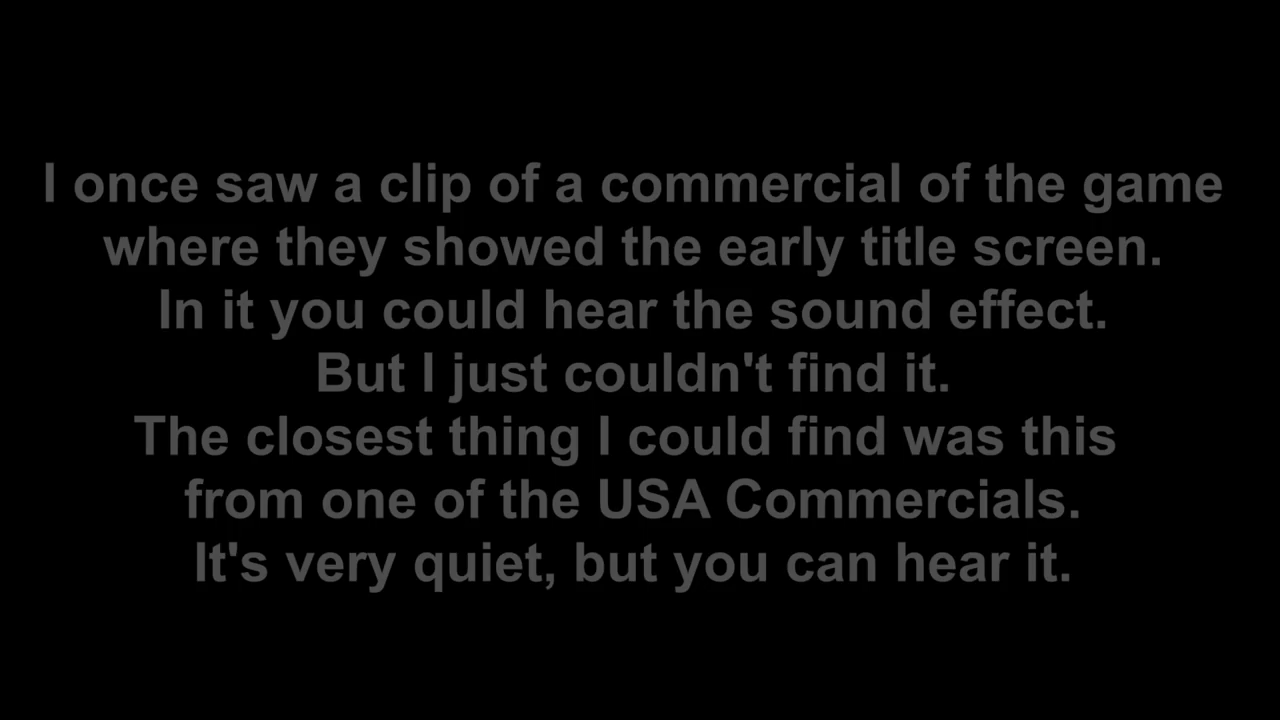 I once saw a clip of a commercial of the game
where they showed the early title screen.
In it you could hear the sound effect.
But I just couldn't find it.
The closest thing I could find was this
from one of the USA Commercials.
It's very quiet, but you can hear it.